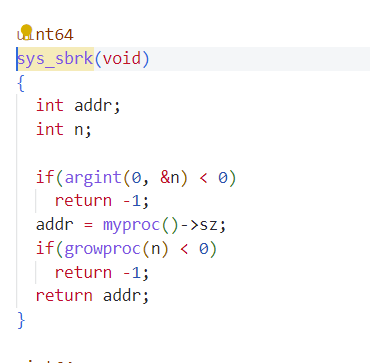 uint64
sys_sbrk(void)
{
  int addr;
  int n;

  if(argint(0, &n) < 0)
    return -1;
  addr = myproc()->sz;
  if(growproc(n) < 0)
    return -1;
  return addr;
}